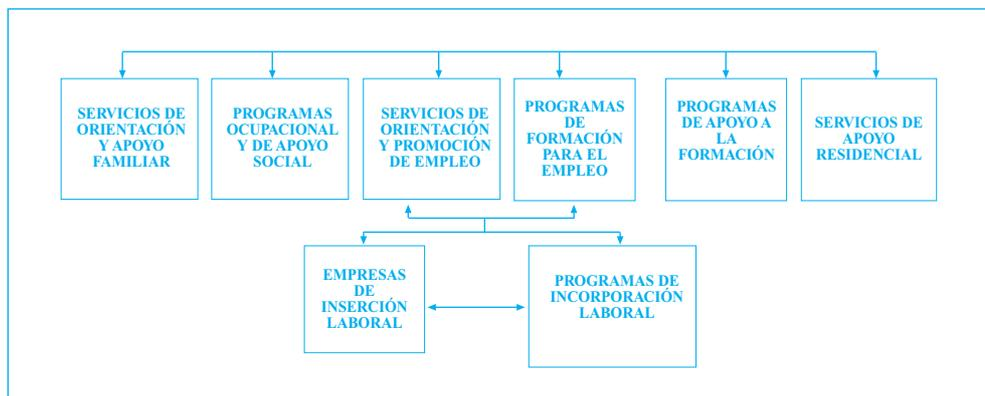 SERVICIOS DE
ORIENTACIÓN
Y APOYO
FAMILIAR
PROGRAMAS
OCUPACIONAL
Y DE APOYO
SOCIAL
SERVICIOS DE
ORIENTACIÓN
Y PROMOCIÓN
DE EMPLEO
PROGRAMAS
DE
FORMACIÓN
PARA EL
EMPLEO
PROGRAMAS
DE APOYO A
LA
FORMACIÓN
SERVICIOS DE
APOYO
RESIDENCIAL
EMPRESAS
DE
INSERCIÓN
LABORAL
PROGRAMAS DE
INCORPORACIÓN
LABORAL